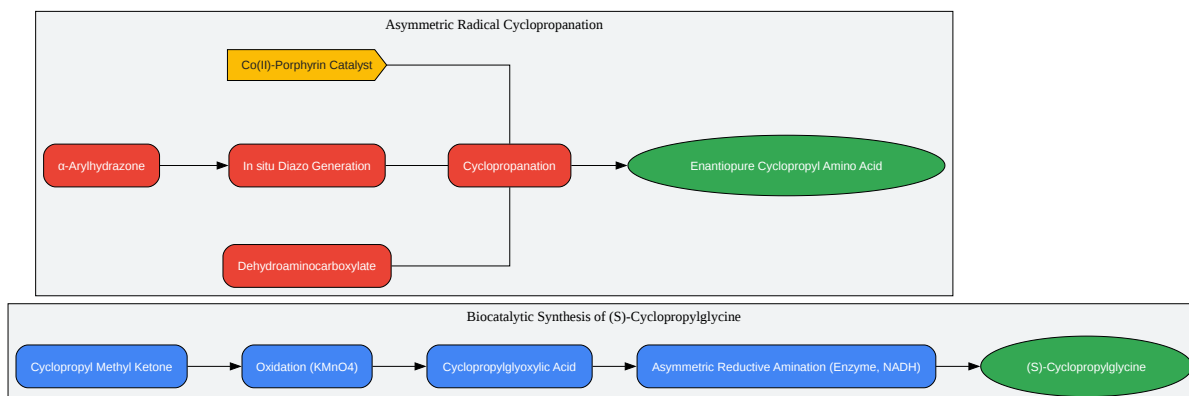 Asymmetric Radical Cyclopropanation
Co(II)-Porphyrin Catalyst
α-Arylhydrazone
In situ Diazo Generation
Cyclopropanation
Enantiopure Cyclopropyl Amino Acid
Dehydroaminocarboxylate
Biocatalytic Synthesis of (S)-Cyclopropylglycine
Cyclopropyl Methyl Ketone
Oxidation (KMnO4)
Cyclopropylglyoxylic Acid
Asymmetric Reductive Amination (Enzyme, NADH)
(S)-Cyclopropylglycine